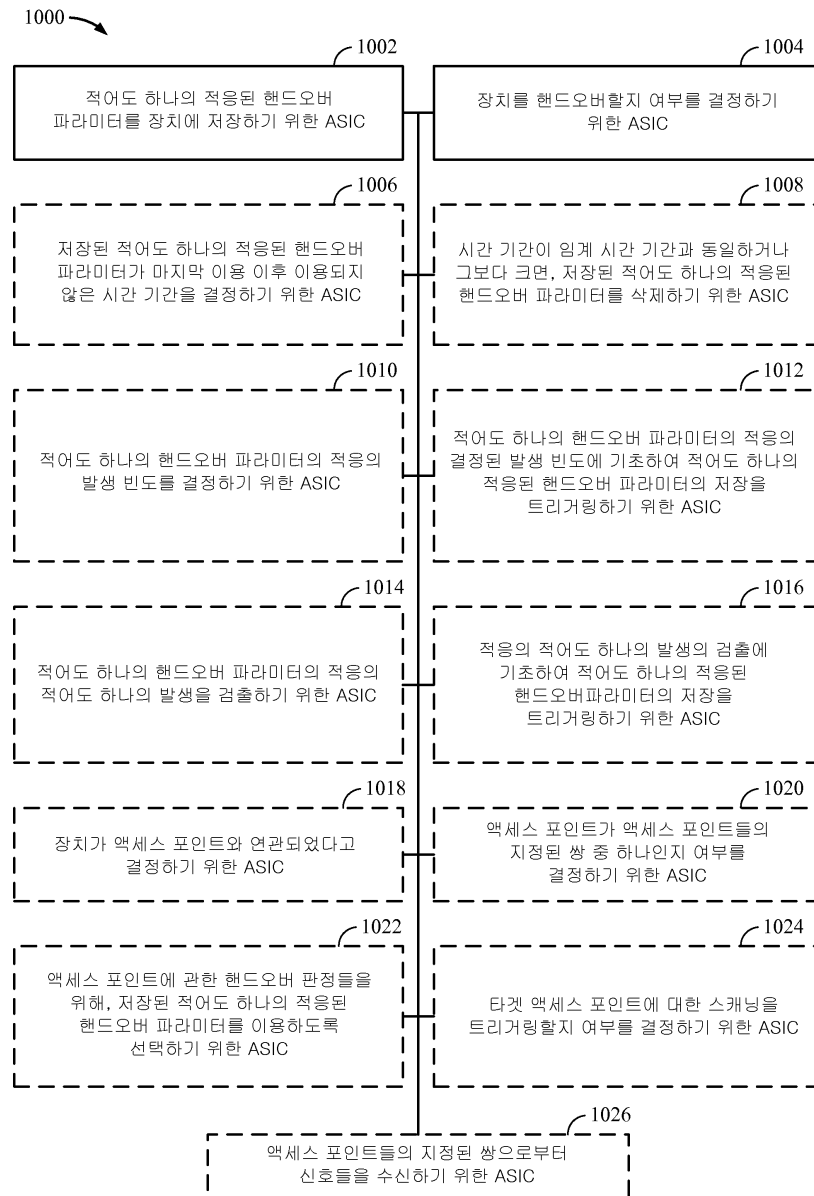 1000
1002
적어도 하나의 적응된 핸드오버
파라미터를 장치에 저장하기 위한 ASIC
1004
장치를 핸드오버할지 여부를 결정하기
위한 ASIC
1006
저장된 적어도 하나의 적응된 핸드오버
파라미터가 마지막 이용 이후 이용되지
않은 시간 기간을 결정하기 위한 ASIC
1008
시간 기간이 임계 시간 기간과 동일하거나
그보다 크면, 저장된 적어도 하나의 적응된
핸드오버 파라미터를 삭제하기 위한 ASIC
1010
적어도 하나의 핸드오버 파라미터의 적응의
발생 빈도를 결정하기 위한 ASIC
1012
적어도 하나의 핸드오버 파라미터의 적응의
결정된 발생 빈도에 기초하여 적어도 하나의
적응된 핸드오버 파라미터의 저장을
트리거링하기 위한 ASIC
1014
적어도 하나의 핸드오버 파라미터의 적응의
적어도 하나의 발생을 검출하기 위한 ASIC
1016
적응의 적어도 하나의 발생의 검출에
기초하여 적어도 하나의 적응된
핸드오버파라미터의 저장을
트리거링하기 위한 ASIC
1018
장치가 액세스 포인트와 연관되었다고
결정하기 위한 ASIC
1020
액세스 포인트가 액세스 포인트들의
지정된 쌍 중 하나인지 여부를
결정하기 위한 ASIC
1022
액세스 포인트에 관한 핸드오버 판정들을
위해, 저장된 적어도 하나의 적응된
핸드오버 파라미터를 이용하도록
선택하기 위한 ASIC
1024
타겟 액세스 포인트에 대한 스캐닝을
트리거링할지 여부를 결정하기 위한 ASIC
1026
액세스 포인트들의 지정된 쌍으로부터
신호들을 수신하기 위한 ASIC